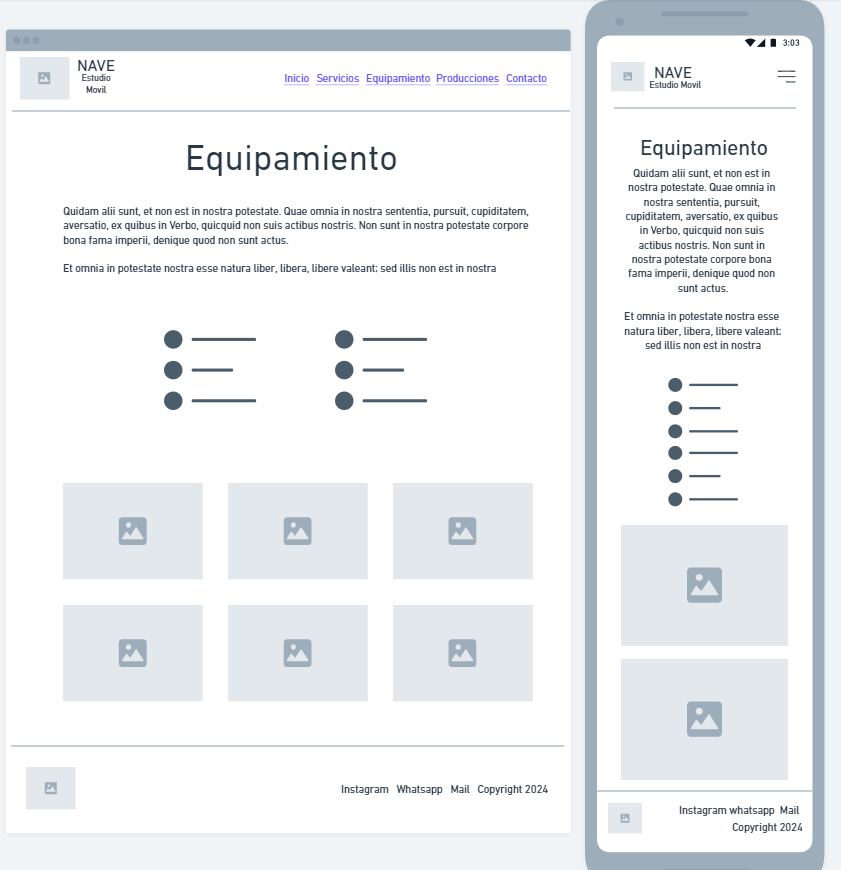 NAVE
Estudio
Movil
Inicio Servicios Equipamiento Producciones Contacto
Equipamiento
Quidam alii sunt, et non est in nostra potestate. Quae omnia in nostra sententia, pursuit, cupiditatem,
aversatio, ex quibus in Verbo, quicquid non suis actibus nostris. Non sunt in nostra potestate corpore
bona fama imperii, denique quod non sunt actus.
Et omnia in potestate nostra esse natura liber, libera, libere valeant; sed illis non est in nostra
Instagram Whatsapp Mail Copyright 2024
3:03
NAVE
Estudio Movil
Equipamiento
Quidam alii sunt, et non est in
nostra potestate. Quae omnia in
nostra sententia, pursuit,
cupiditatem, aversatio, ex quibus
in Verbo, quicquid non suis
actibus nostris. Non sunt in
nostra potestate corpore bona
fama imperii, denique quod non
sunt actus.
Et omnia in potestate nostra esse
natura liber, libera, libere valeant;
sed illis non est in nostra
Instagram whatsapp Mail
Copyright 2024